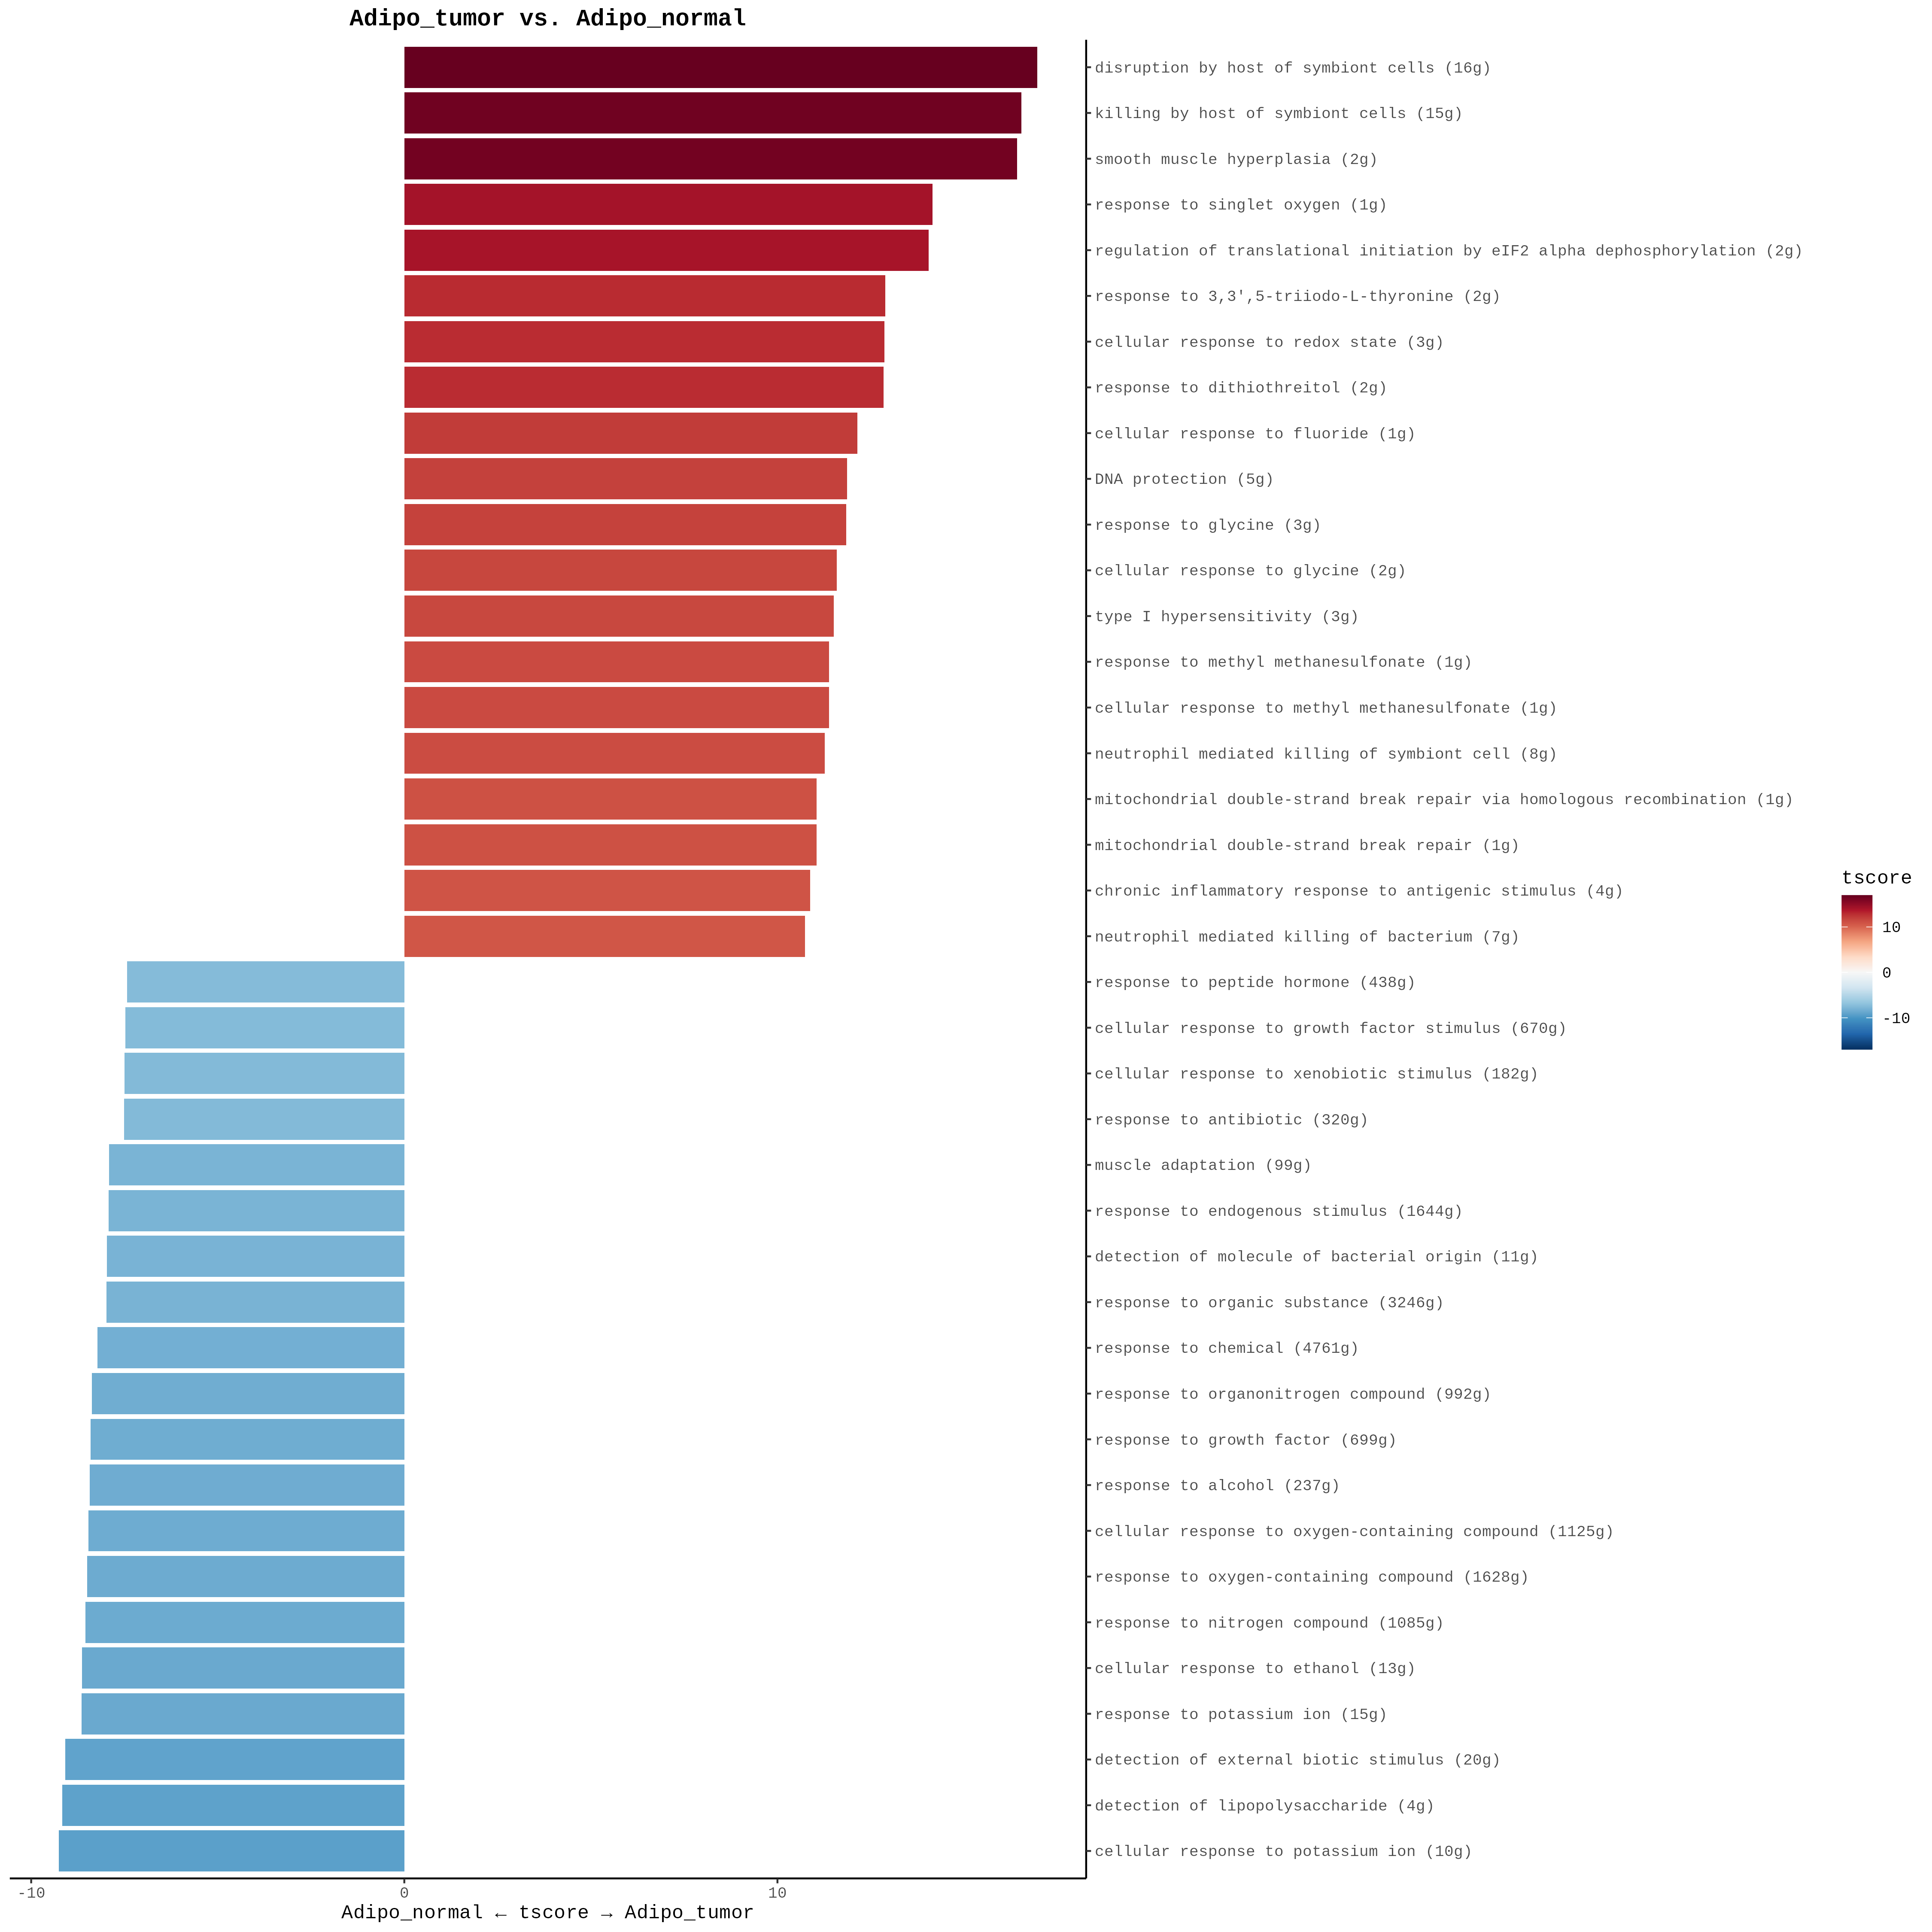 Adipo_tumor vs. Adipo_normal
disruption by host of symbiont cells (16g)
killing by host of symbiont cells (15g)
smooth muscle hyperplasia (2g)
response to singlet oxygen (1g)
regulation of translational initiation by eIF2 alpha dephosphorylation (2g)
response to 3,3',5-triiodo-L-thyronine (2g)
cellular response to redox state (3g)
response to dithiothreitol (2g)
cellular response to fluoride (1g)
DNA protection (5g)
response to glycine (3g)
cellular response to glycine (2g)
type I hypersensitivity (3g)
response to methyl methanesulfonate (1g)
cellular response to methyl methanesulfonate (1g)
neutrophil mediated killing of symbiont cell (8g)
mitochondrial double-strand break repair via homologous recombination (1g)
mitochondrial double-strand break repair (1g)
chronic inflammatory response to antigenic stimulus (4g)
neutrophil mediated killing of bacterium (7g)
response to peptide hormone (438g)
cellular response to growth factor stimulus (670g)
cellular response to xenobiotic stimulus (182g)
response to antibiotic (320g)
muscle adaptation (99g)
response to endogenous stimulus (1644g)
detection of molecule of bacterial origin (11g)
response to organic substance (3246g)
response to chemical (4761g)
response to organonitrogen compound (992g)
response to growth factor (699g)
response to alcohol (237g)
cellular response to oxygen-containing compound (1125g)
response to oxygen-containing compound (1628g)
response to nitrogen compound (1085g)
cellular response to ethanol (13g)
response to potassium ion (15g)
detection of external biotic stimulus (20g)
detection of lipopolysaccharide (4g)
cellular response to potassium ion (10g)
-10 0 10
Adipo_normal ← tscore → Adipo_tumor
tscore
10
0
-10